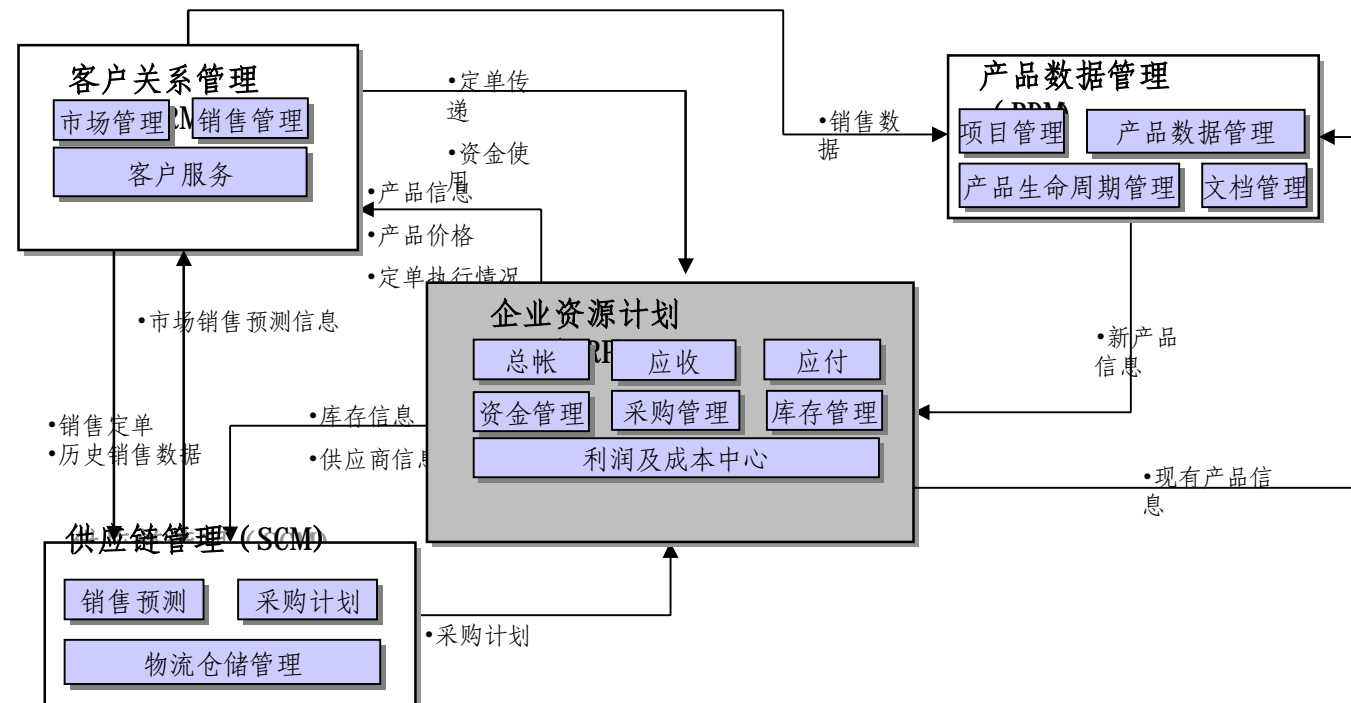 客户关系管理
市场管理
销售管理
客户服务
•定单传
递
•资金使
用
•产品信息
•产品价格
•定单执行情况
•销售数
据
产品数据管理
项目管理
产品数据管理
产品生命周期管理
文档管理
•市场销售预测信息
企业资源计划
总帐
应收
应付
资金管理
采购管理
库存管理
利润及成本中心
•新产品
信息
•销售定单
•历史销售数据
•库存信息
•供应商信息
•现有产品信
息
供应链管理（SCM）
销售预测
采购计划
物流仓储管理
•采购计划